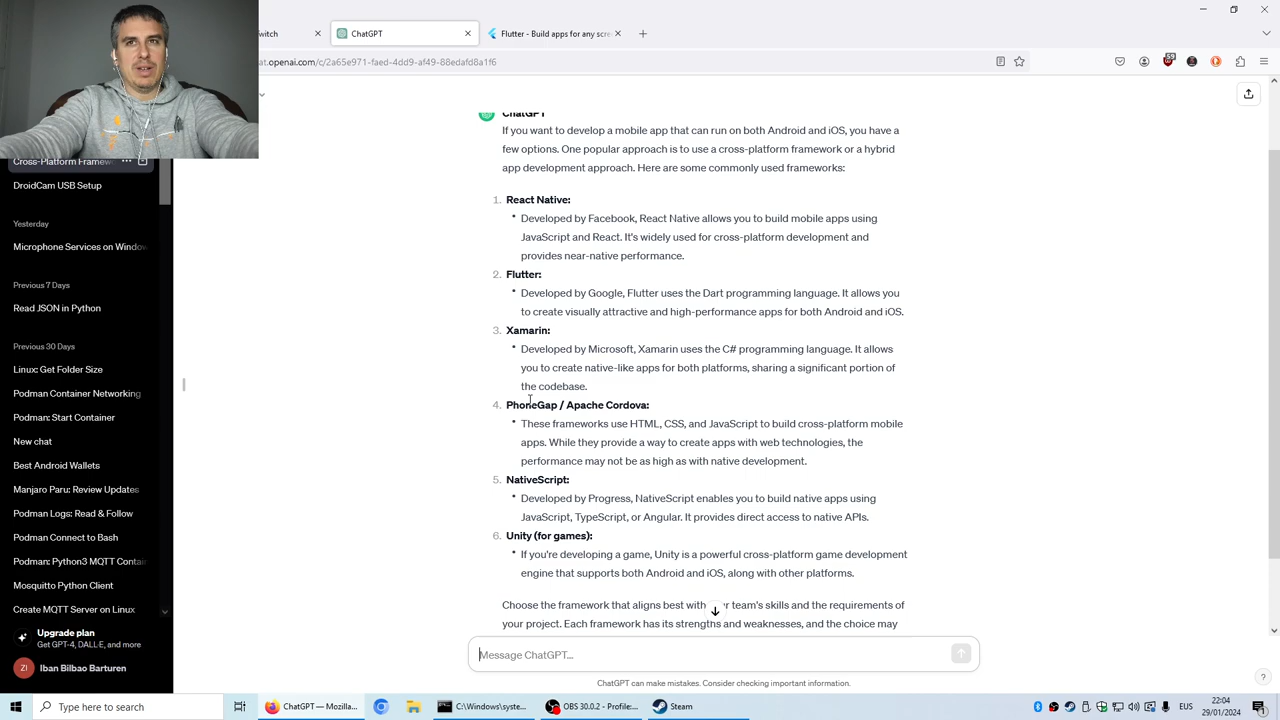 witch
ChatGPT
Flutter - Build apps for any scre
at.openai.com/c/2a65e971-faed-4dd9-af49-88edafd8a1f6
55
Cross-Platform Framew
DroidCam USB Setup
Yesterday
Microphone Services on Window
Previous 7 Days
Read JSON in Python
Previous 30 Days
Linux: Get Folder Size
Podman Container Networking
Podman: Start Container
New chat
Best Android Wallets
Manjaro Paru: Review Updates
Podman Logs: Read & Follow
Podman Connect to Bash
Podman: Python3 MQTT Contain
Mosquitto Python Client
Create MQTT Server on Linux
Upgrade plan
Get GPT-4, DALL·E, and more
ZI
Iban Bilbao Barturen
ChatGPT
If you want to develop a mobile app that can run on both Android and iOS, you have a
few options. One popular approach is to use a cross-platform framework or a hybrid
app development approach. Here are some commonly used frameworks:
1. React Native:
• Developed by Facebook, React Native allows you to build mobile apps using
JavaScript and React. It's widely used for cross-platform development and
provides near-native performance.
2. Flutter:
• Developed by Google, Flutter uses the Dart programming language. It allows you
to create visually attractive and high-performance apps for both Android and iOS.
3. Xamarin:
• Developed by Microsoft, Xamarin uses the C# programming language. It allows
you to create native-like apps for both platforms, sharing a significant portion of
the codebase.
4. PhoneGap / Apache Cordova:
• These frameworks use HTML, CSS, and JavaScript to build cross-platform mobile
apps. While they provide a way to create apps with web technologies, the
performance may not be as high as with native development.
5. NativeScript:
• Developed by Progress, NativeScript enables you to build native apps using
JavaScript, TypeScript, or Angular. It provides direct access to native APIs.
6. Unity (for games):
• If you're developing a game, Unity is a powerful cross-platform game development
engine that supports both Android and iOS, along with other platforms.
Choose the framework that aligns best with r team's skills and the requirements of
your project. Each framework has its strengths and weaknesses, and the choice may
Message ChatGPT...
ChatGPT can make mistakes. Consider checking important information.
?
Type here to search
ChatGPT — Mozilla...
C:\Windows\syste...
OBS 30.0.2 - Profile:...
Steam
ENG
22:04
29/01/2024